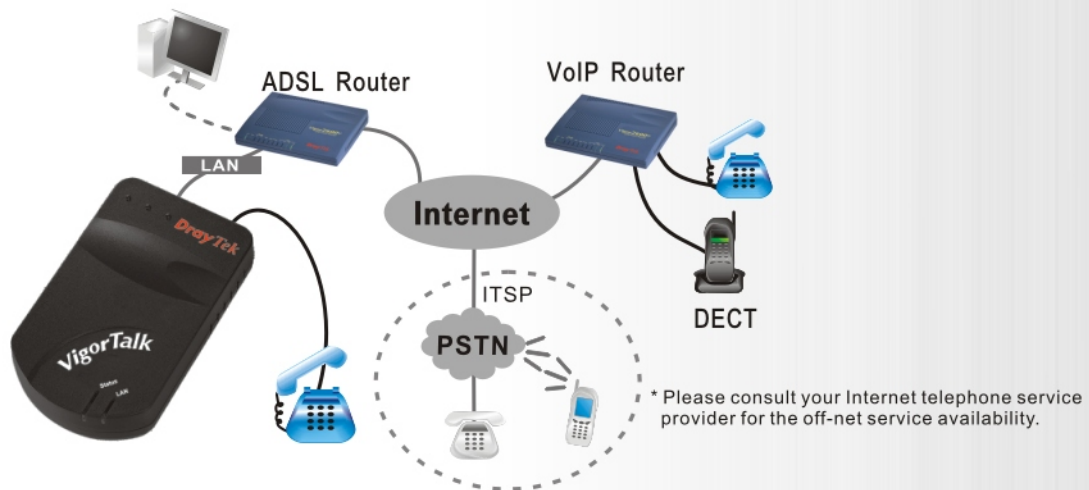 ADSL Router
VoIP Router
LAN
DrayTek
Internet
VigorTalk
Status
LAN
ITSP
PSTN
DECT
* Please consult your Internet telephone service
provider for the off-net service availability.